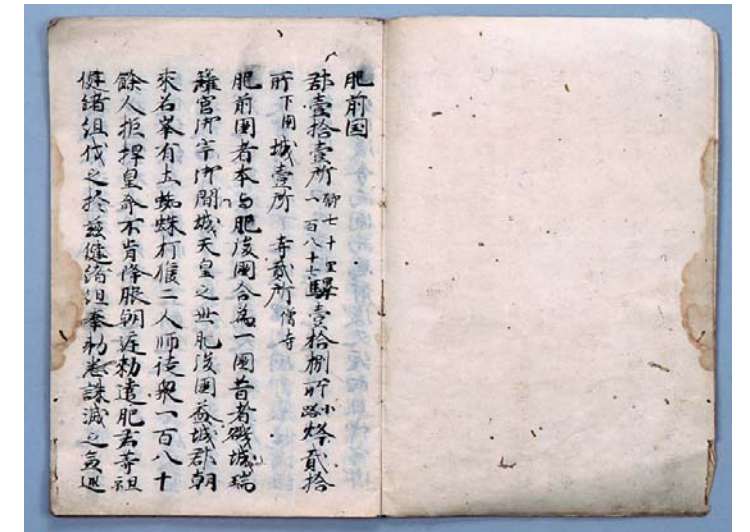 肥前国
郡壹拾壹所 郷七十 里一百八十七 驛壹拾捌所 小路 烽貳拾
所 下国 城壹所 寺貳所 僧寺
肥前國者本与肥後國合為一國昔者磯城瑞
籬宮御宇御間城天皇之世肥後國益城郡朝
来名峯有土蜘蛛打猴二人師徒衆一百八十
餘人拒捍皇命不肯降服朝廷勅遣肥君等祖
健緒組伐之於茲健緒組奉勅悉誅滅之兼巡